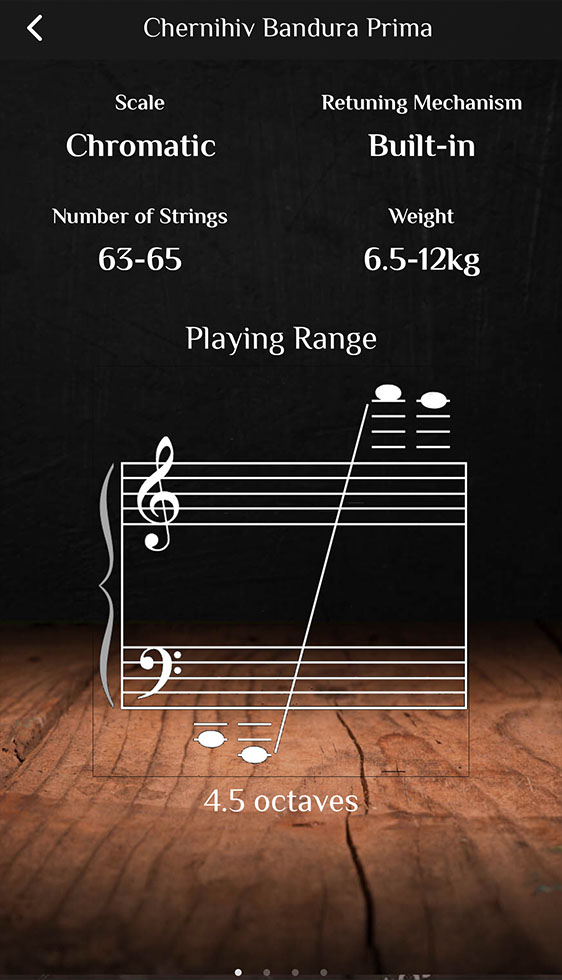 Chernihiv Bandura Prima
Scale
Chromatic
Retuning Mechanism
Built-in
Number of Strings
63-65
Weight
6.5-12kg
Playing Range
4.5 octaves